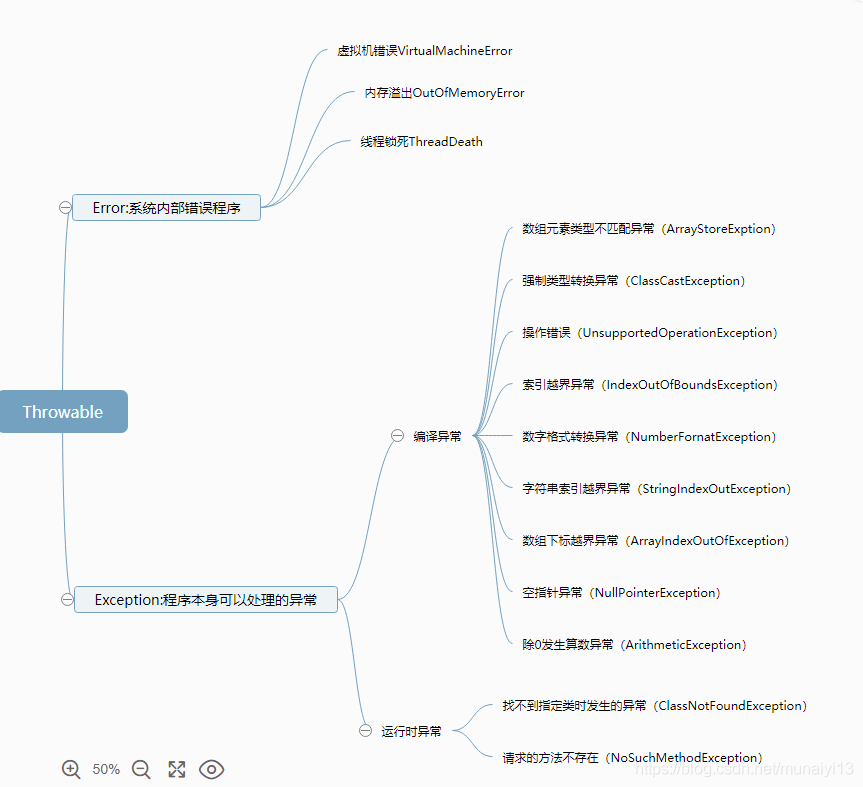 虚拟机错误VirtualMachineError
内存溢出OutOfMemoryError
线程锁死ThreadDeath
Error:系统内部错误程序
数组元素类型不匹配异常（ArrayStoreExption）
强制类型转换异常（ClassCastException）
操作错误（UnsupportedOperationException）
索引越界异常（IndexOutOfBoundsException）
Throwable
编译异常
数字格式转换异常（NumberFornatException）
字符串索引越界异常（StringIndexOutException）
数组下标越界异常（ArrayIndexOutOfException）
空指针异常（NullPointerException）
Exception:程序本身可以处理的异常
除0发生算数异常（ArithmeticException）
找不到指定类时发生的异常（ClassNotFoundException）
运行时异常
请求的方法不存在（NoSuchMethodException）
50%
https://blog.csdn.net/munaiyi13